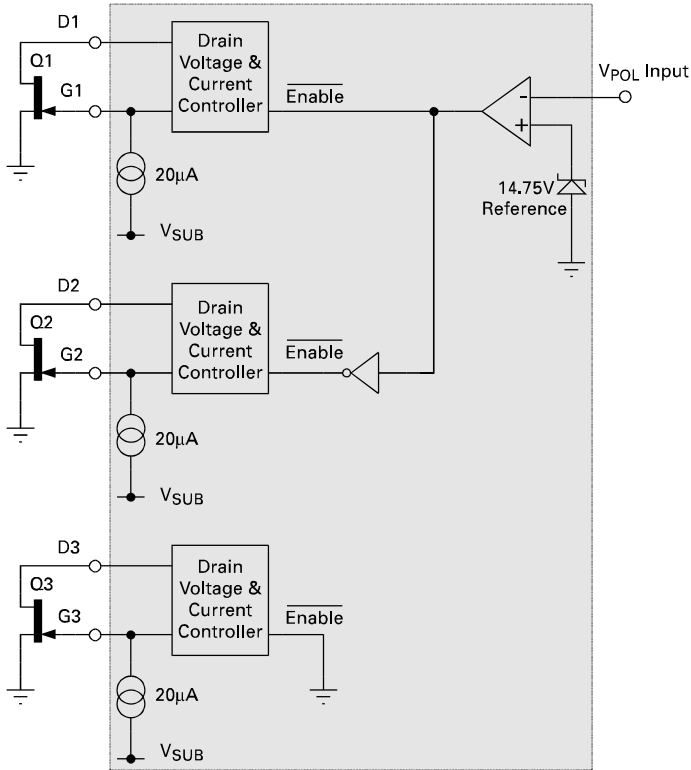 D1
Q1
G1
Drain
Voltage &
Current
Controller
Enable
VPOL Input
-
+
14.75V
Reference
20µA
VSUB
D2
Q2
G2
Drain
Voltage &
Current
Controller
Enable
20µA
VSUB
D3
Q3
G3
Drain
Voltage &
Current
Controller
Enable
20µA
VSUB